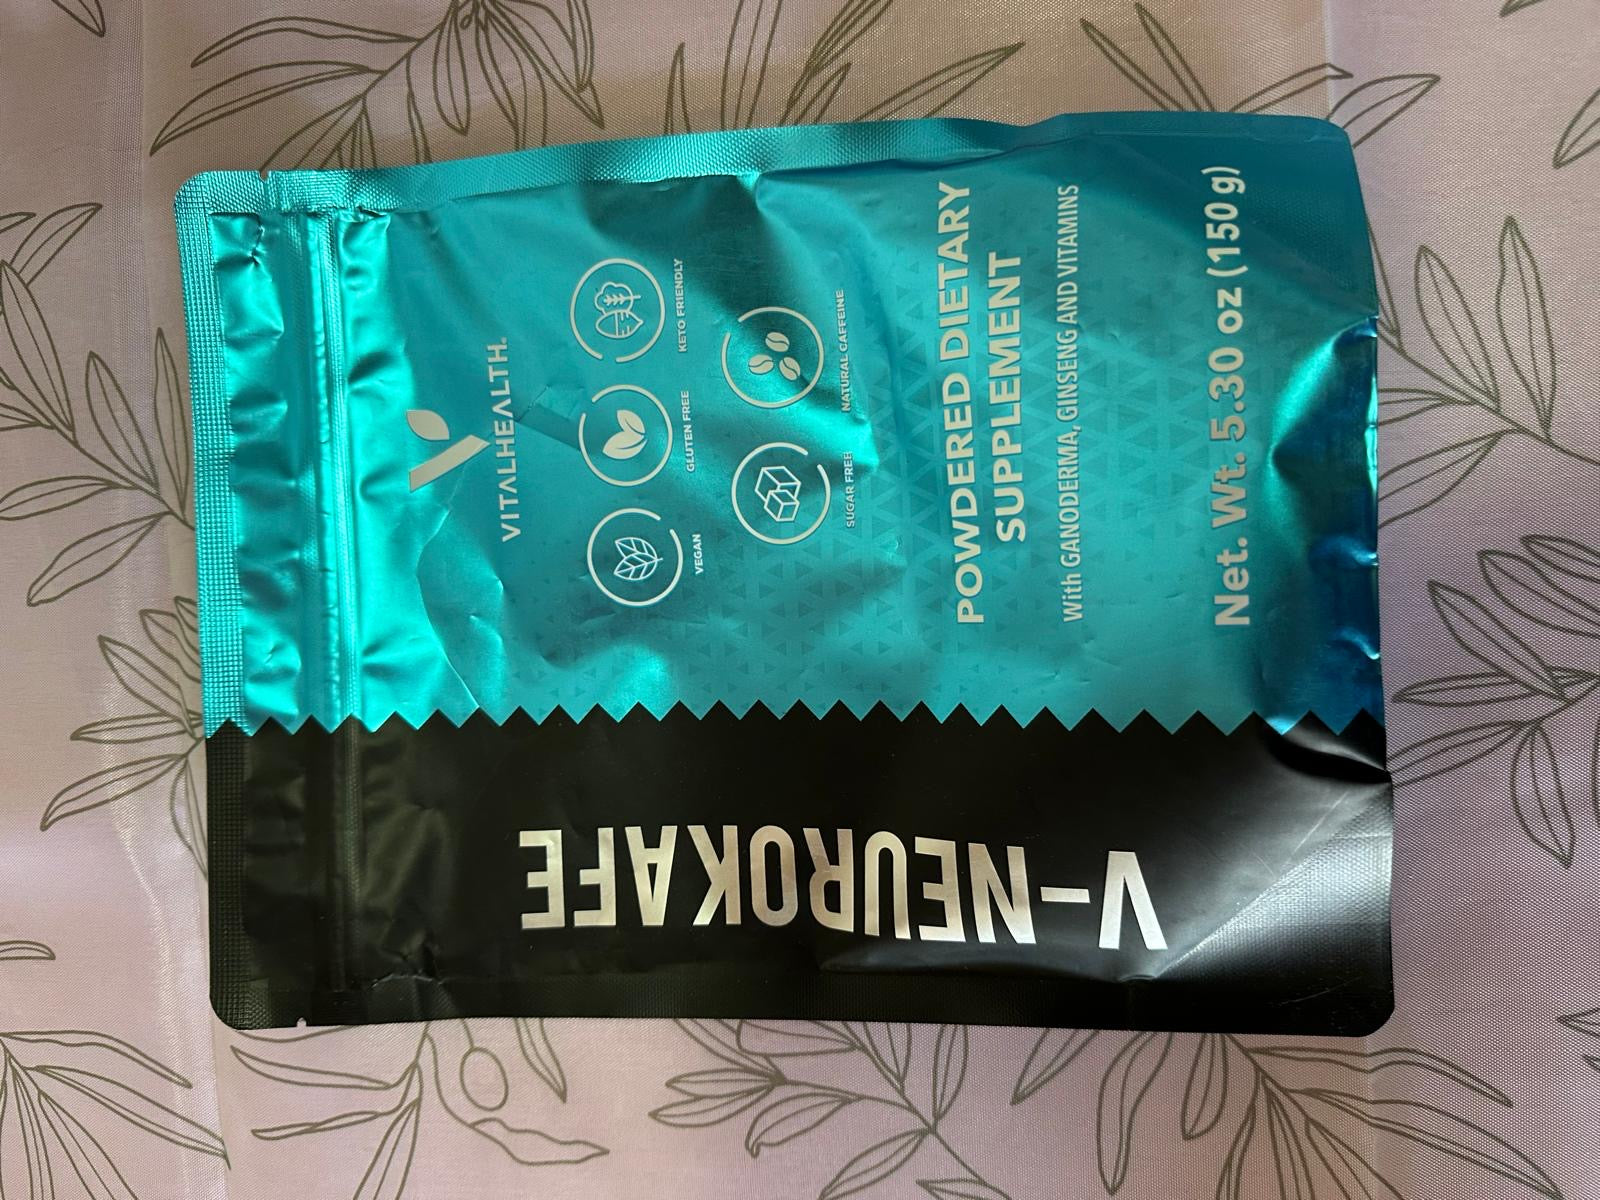 VITALHEALTH.
VEGAN
GLUTEN FREE
KETO FRIENDLY
SUGAR FREE
NATURAL CAFFEINE
POWDERED DIETARY
SUPPLEMENT
With GANODERMA, GINSENG AND VITAMINS
Net. Wt. 5.30 oz (150 g)
V-NEUROKAFE